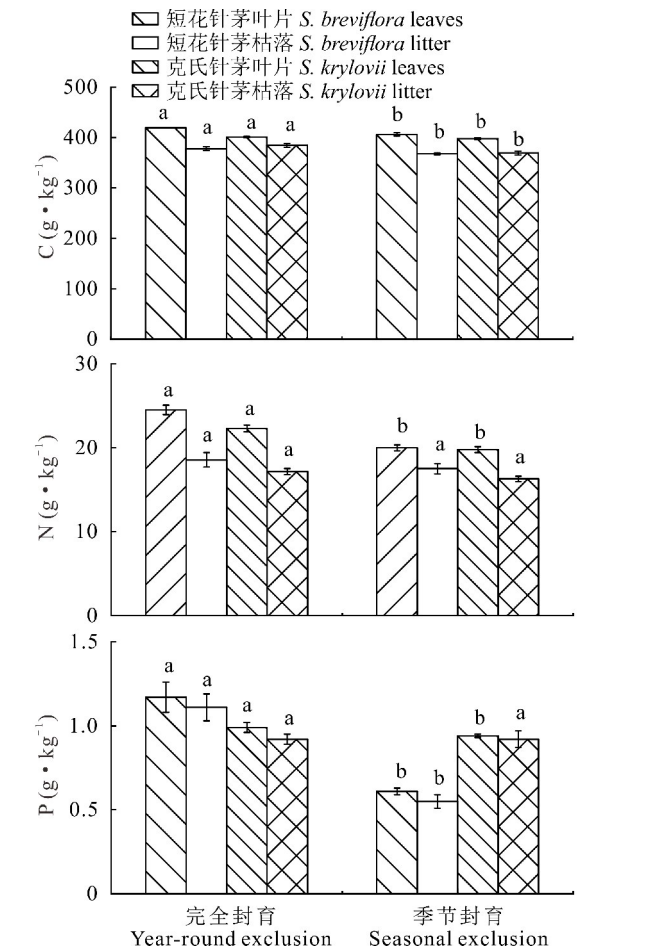 短花针茅叶片 S. breviflora leaves
短花针茅枯落 S. breviflora litter
克氏针茅叶片 S. krylovii leaves
克氏针茅枯落 S. krylovii litter
500
400
300
200
100
0
C (g•kg⁻¹)
a a a a b b b b
30
20
10
0
N (g•kg⁻¹)
a a a a b a b a
1.5
1.0
0.5
0
P (g•kg⁻¹)
a a a a b b b a
完全封育 季节封育
Year-round exclusion Seasonal exclusion